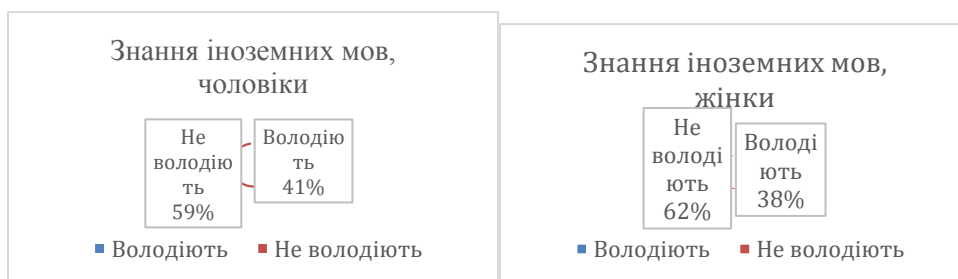 Знання іноземних мов,
чоловіки
Не
володію
ть
59%
Володію
ть
41%
Володіють
Не володіють
Знання іноземних мов,
жінки
Не
володі
ють
62%
Володі
ють
38%
Володіють
Не володіють